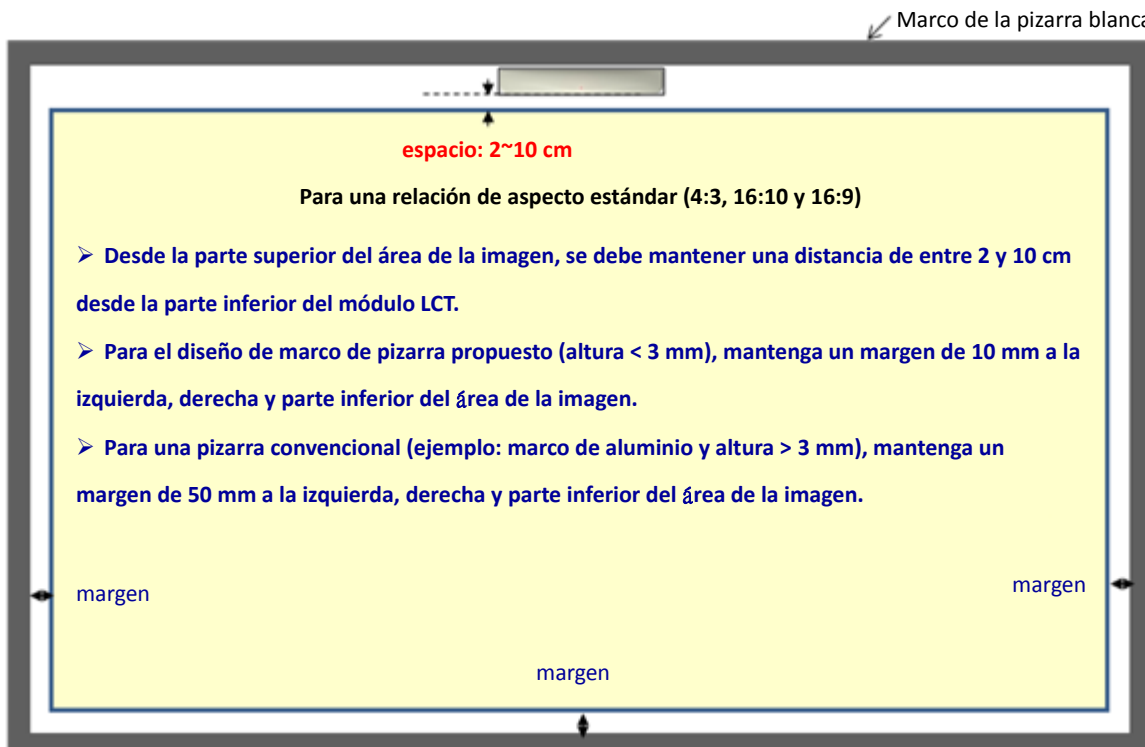 Marco de la pizarra blanca
espacio: 2~10 cm
Para una relación de aspecto estándar (4:3, 16:10 y 16:9)
➢ Desde la parte superior del área de la imagen, se debe mantener una distancia de entre 2 y 10 cm
desde la parte inferior del módulo LCT.
➢ Para el diseño de marco de pizarra propuesto (altura < 3 mm), mantenga un margen de 10 mm a la
izquierda, derecha y parte inferior del área de la imagen.
➢ Para una pizarra convencional (ejemplo: marco de aluminio y altura > 3 mm), mantenga un
margen de 50 mm a la izquierda, derecha y parte inferior del área de la imagen.
margen
margen
margen